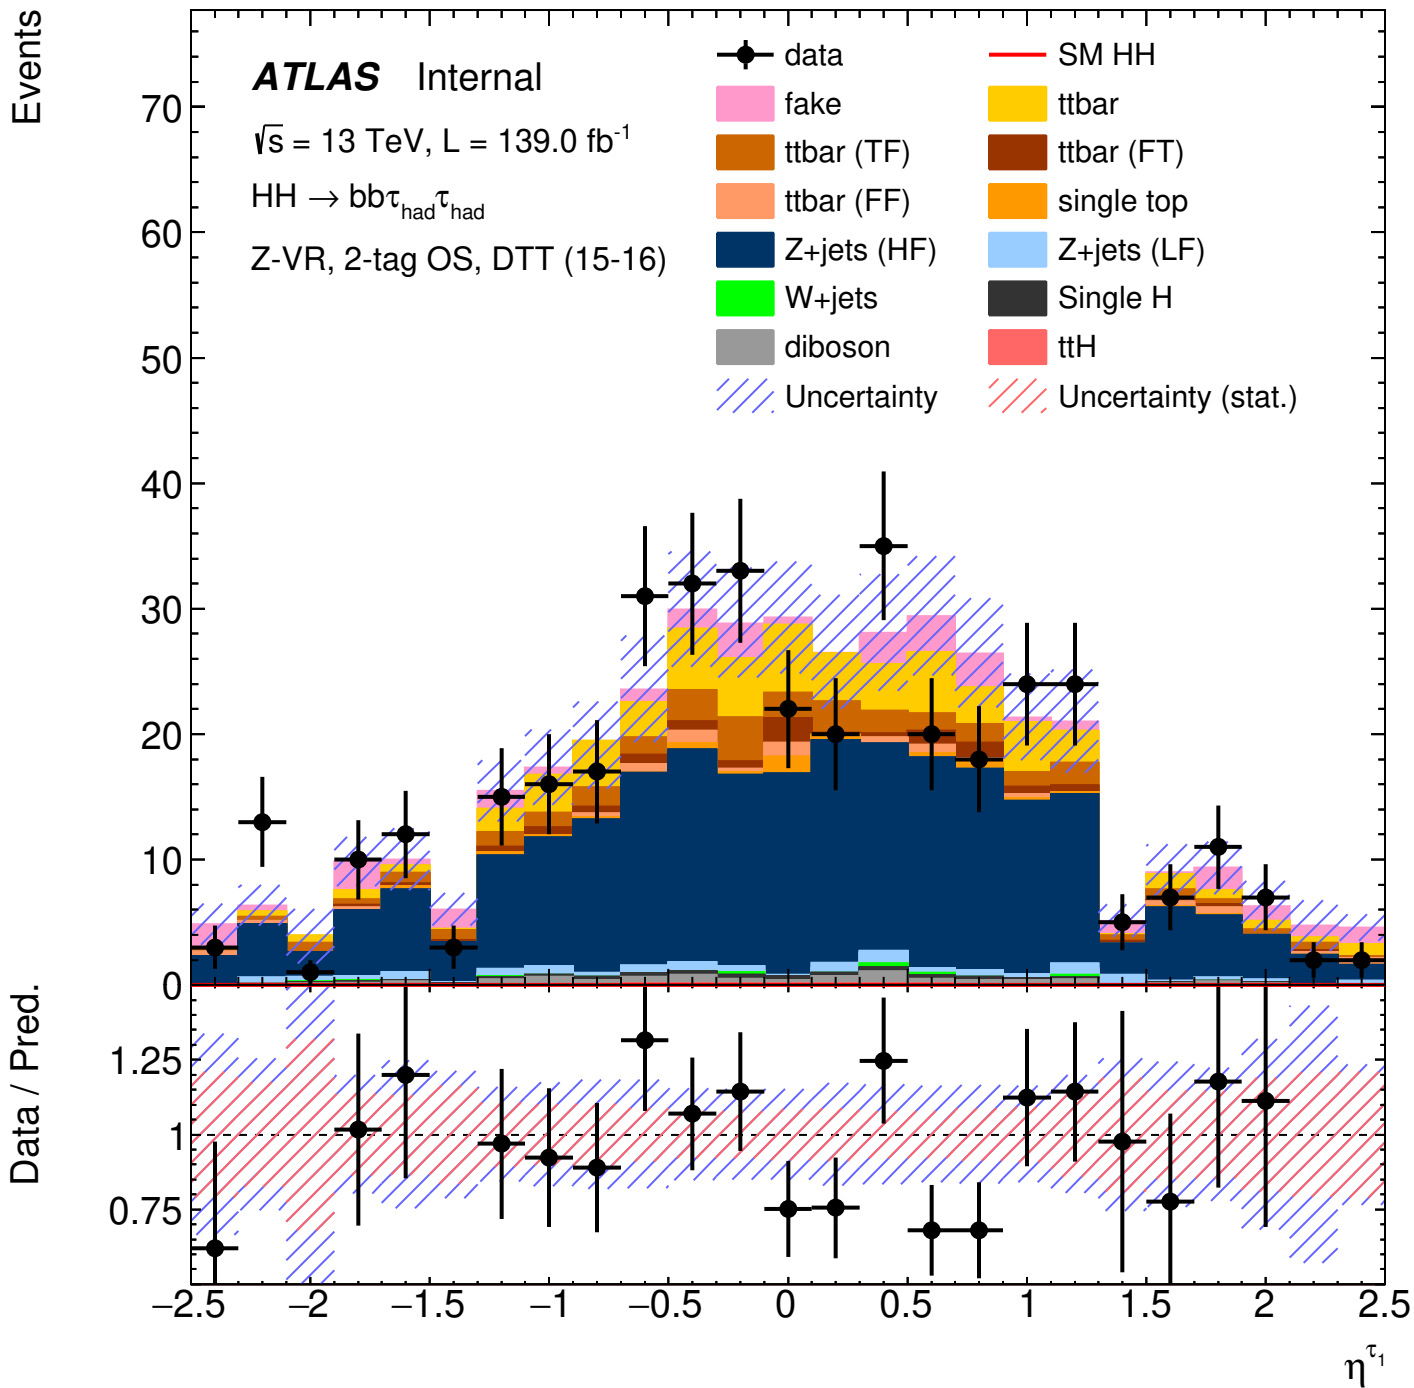 Events
ATLAS Internal
√s = 13 TeV, L = 139.0 fb⁻¹
HH → bbτ_had τ_had
Z-VR, 2-tag OS, DTT (15-16)
data
SM HH
fake
ttbar
ttbar (TF)
ttbar (FT)
ttbar (FF)
single top
Z+jets (HF)
Z+jets (LF)
W+jets
Single H
diboson
ttH
Uncertainty
Uncertainty (stat.)
70
60
50
40
30
20
10
0
Data / Pred.
1.25
1
0.75
−2.5 −2 −1.5 −1 −0.5 0 0.5 1 1.5 2 2.5
η^τ₁